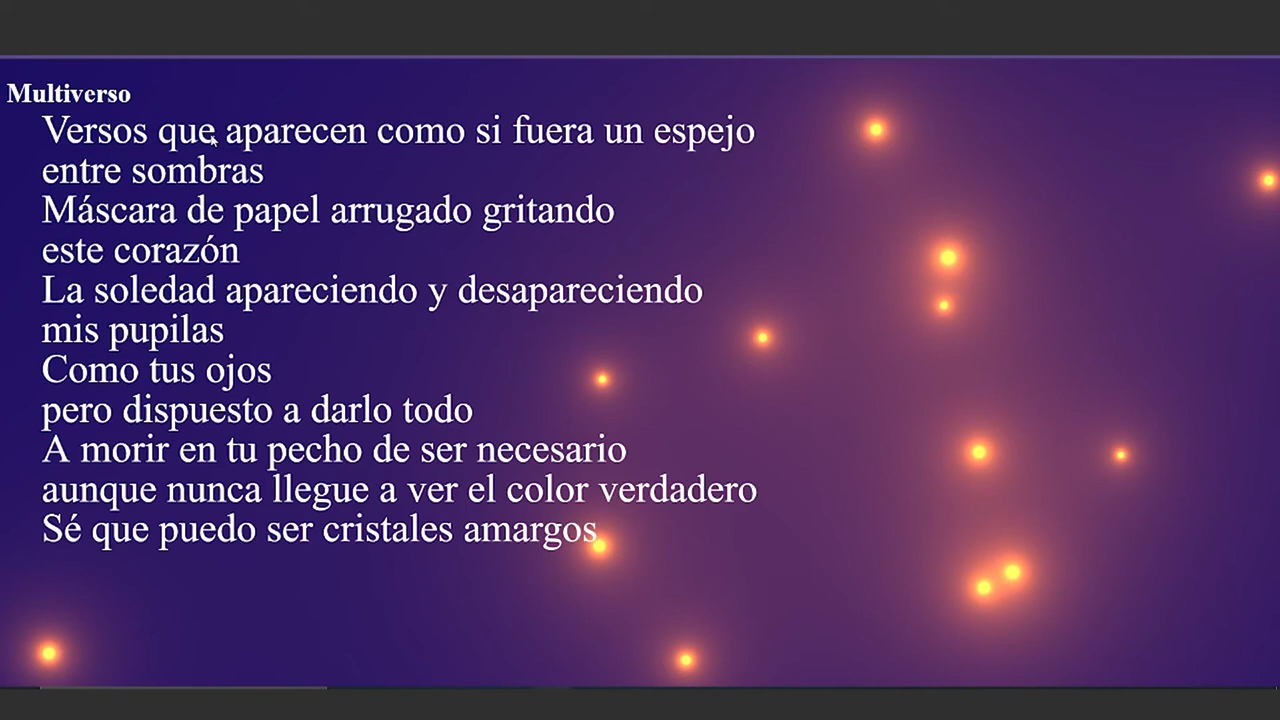 Multiverso
Versos que aparecen como si fuera un espejo
entre sombras
Máscara de papel arrugado gritando
este corazón
La soledad apareciendo y desapareciendo
mis pupilas
Como tus ojos
pero dispuesto a darlo todo
A morir en tu pecho de ser necesario
aunque nunca llegue a ver el color verdadero
Sé que puedo ser cristales amargos